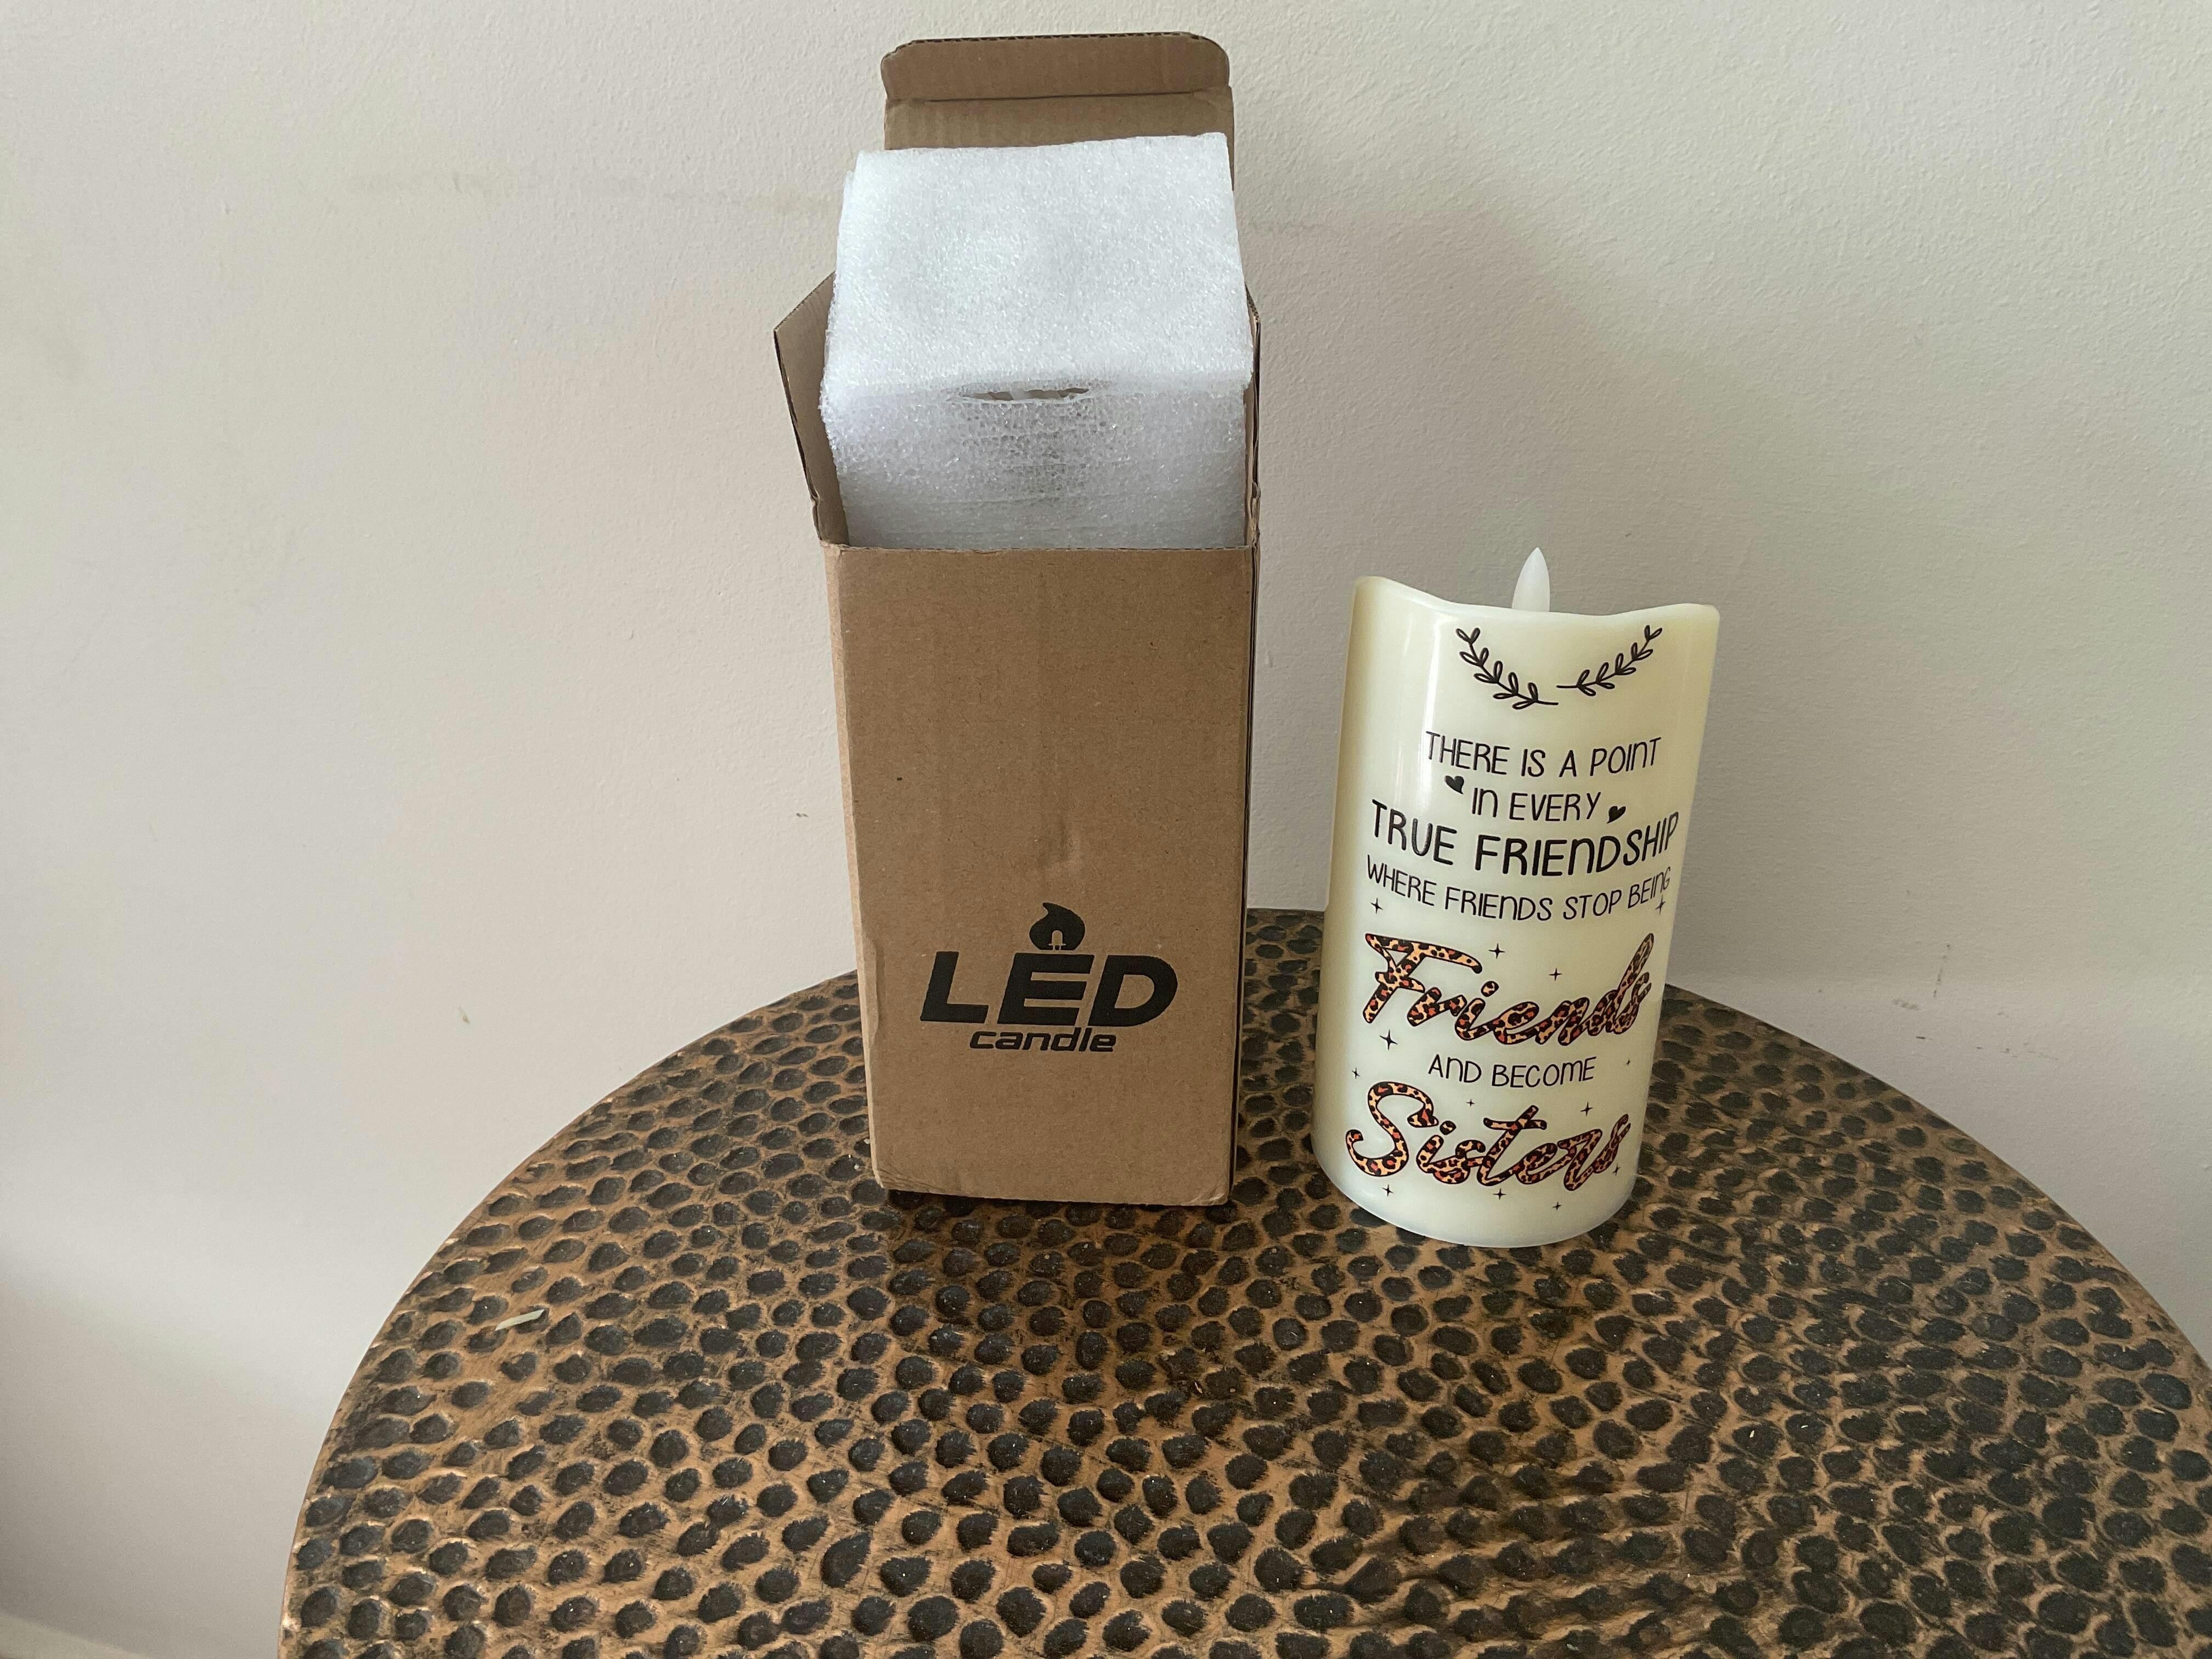 LED
candle
THERE IS A POINT
IN EVERY
TRUE FRIENDSHIP
WHERE FRIENDS STOP BEING
Friends
AND BECOME
Sisters